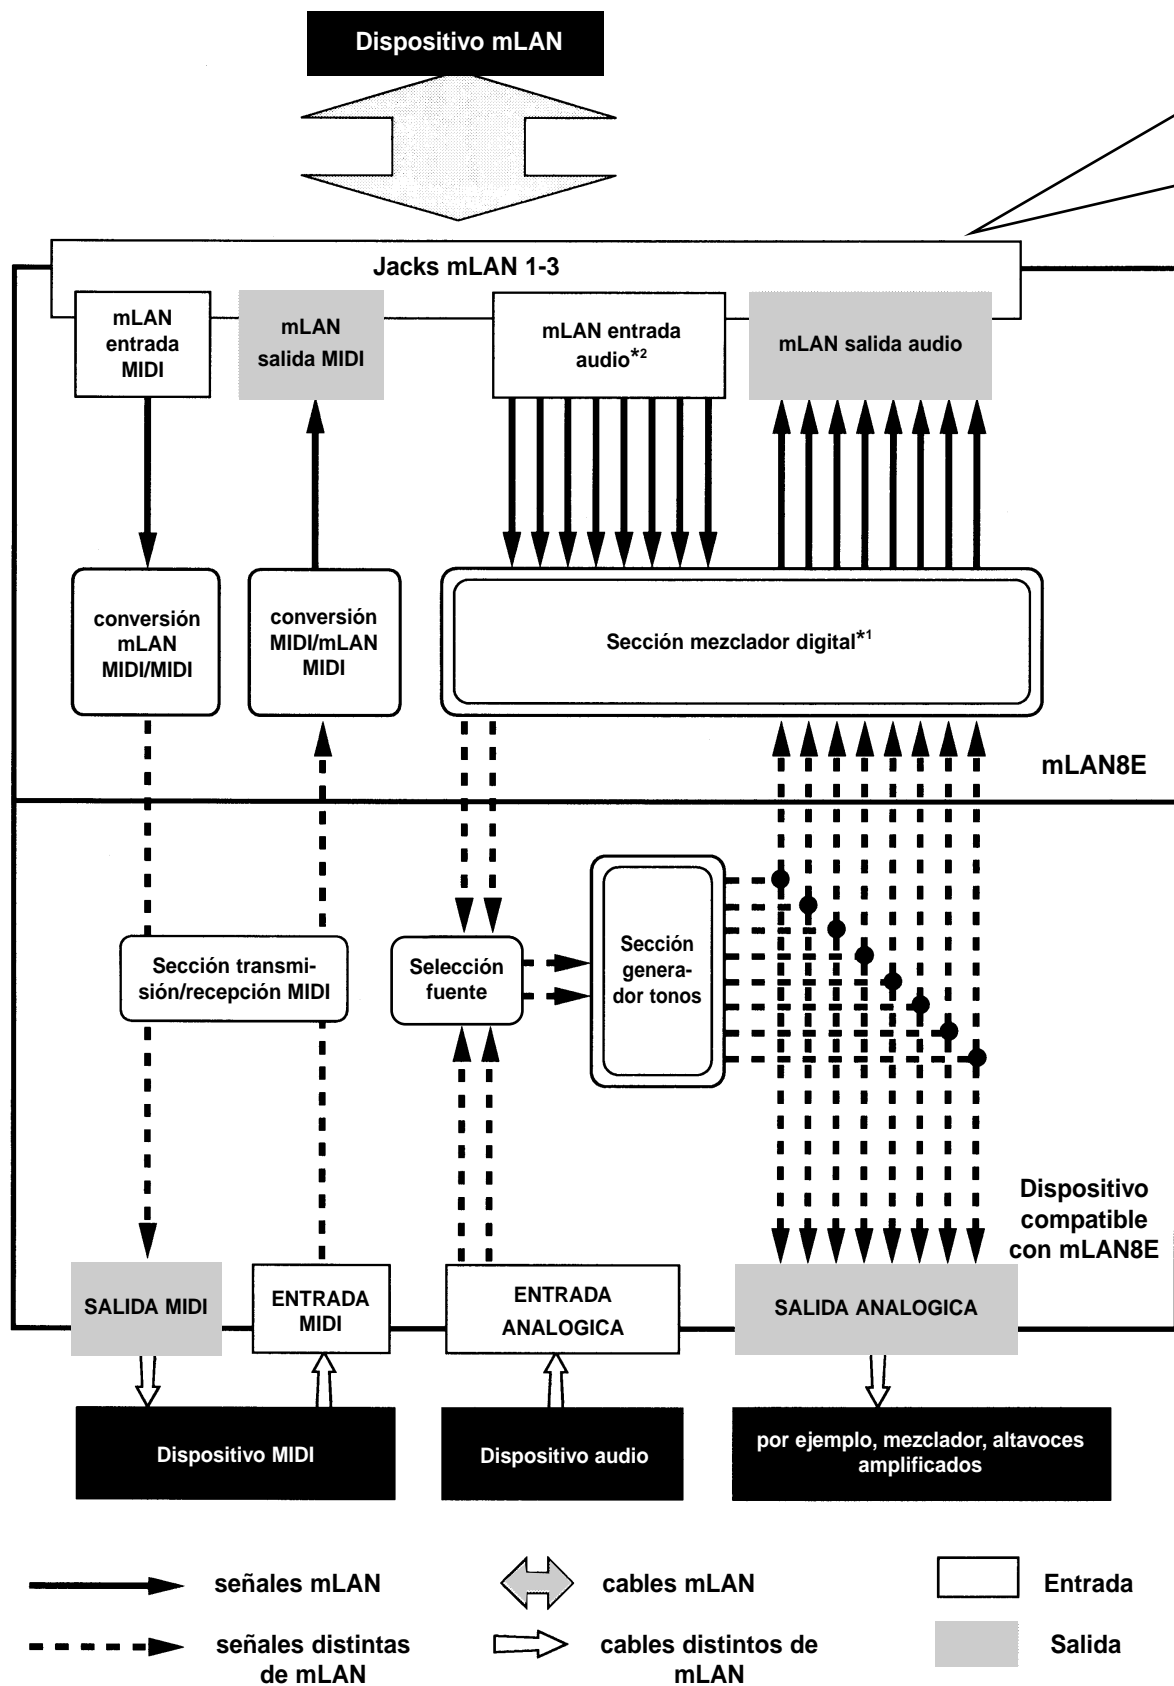 Dispositivo mLAN
Jacks mLAN 1-3
mLAN
entrada
MIDI
mLAN
salida MIDI
mLAN entrada
audio*2
mLAN salida audio
conversión
mLAN
MIDI/MIDI
conversión
MIDI/mLAN
MIDI
Sección mezclador digital*1
mLAN8E
Sección transmi-
sión/recepción MIDI
Selección
fuente
Sección
genera-
dor tonos
Dispositivo
compatible
con mLAN8E
SALIDA MIDI
ENTRADA
MIDI
ENTRADA
ANALOGICA
SALIDA ANALOGICA
Dispositivo MIDI
Dispositivo audio
por ejemplo, mezclador, altavoces
amplificados
señales mLAN
cables mLAN
Entrada
señales distintas
de mLAN
cables distintos de
mLAN
Salida